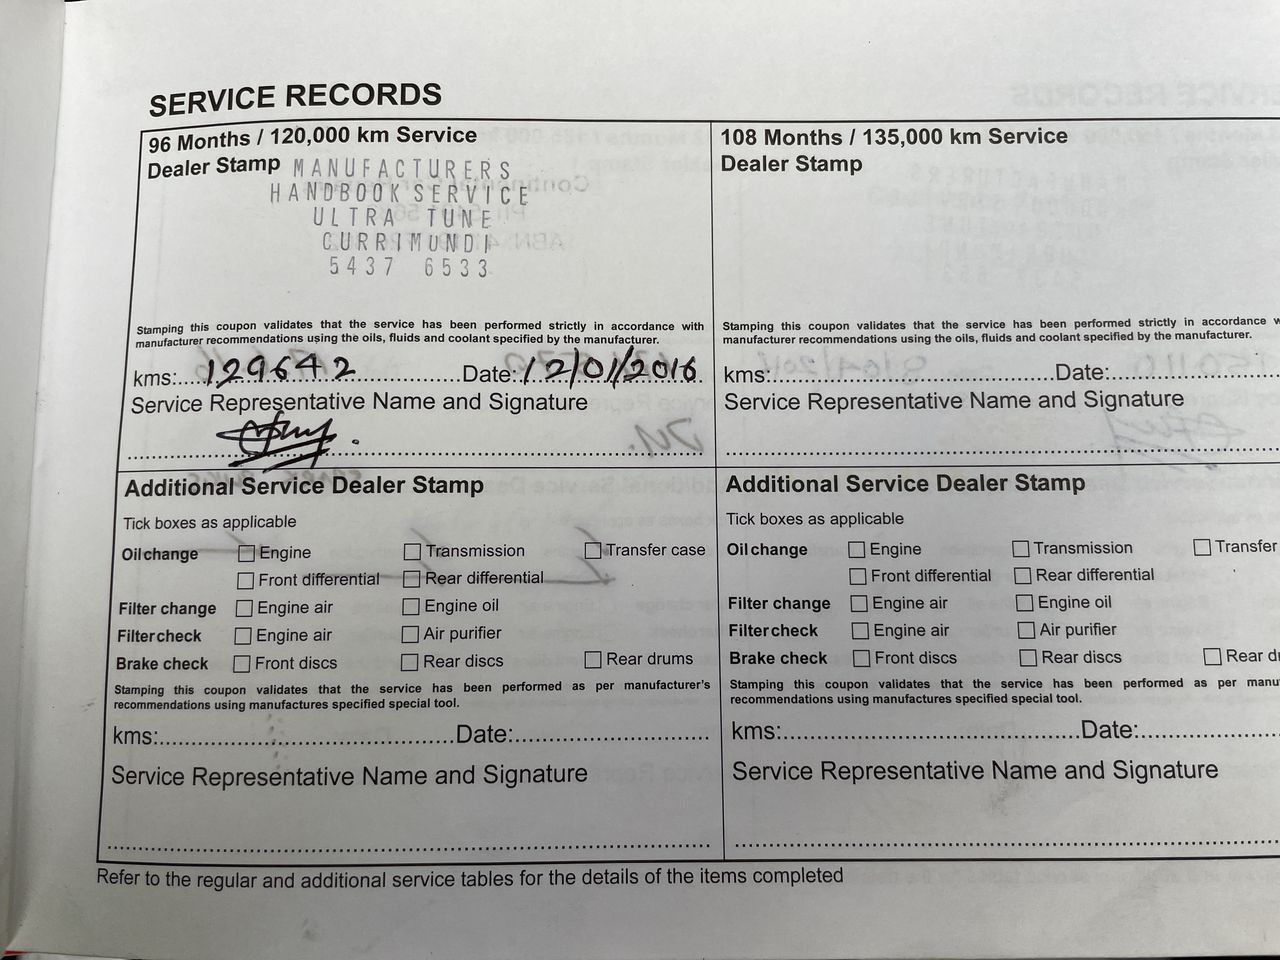 SERVICE RECORDS
96 Months / 120,000 km Service
Dealer Stamp
MANUFACTURERS
HANDBOOK SERVICE
ULTRA TUNE
CURRIMUNDI
5437 6533
Stamping this coupon validates that the service has been performed strictly in accordance with
manufacturer recommendations using the oils, fluids and coolant specified by the manufacturer.
kms:....129642....Date:12/01/2016
Service Representative Name and Signature
Additional Service Dealer Stamp
Tick boxes as applicable
Oil change Engine Transmission Transfer case
Front differential Rear differential
Filter change Engine air Engine oil
Filter check Engine air Air purifier
Brake check Front discs Rear discs Rear drums
Stamping this coupon validates that the service has been performed as per manufacturer's
recommendations using manufactures specified special tool.
kms:....Date:....
Service Representative Name and Signature
108 Months / 135,000 km Service
Dealer Stamp
Stamping this coupon validates that the service has been performed strictly in accordance
manufacturer recommendations using the oils, fluids and coolant specified by the manufacturer.
kms:....Date:....
Service Representative Name and Signature
Additional Service Dealer Stamp
Tick boxes as applicable
Oil change Engine Transmission Transfer
Front differential Rear differential
Filter change Engine air Engine oil
Filter check Engine air Air purifier
Brake check Front discs Rear discs Rear
Stamping this coupon validates that the service has been performed as per
recommendations using manufactures specified special tool.
kms:....Date:....
Service Representative Name and Signature
Refer to the regular and additional service tables for the details of the items completed